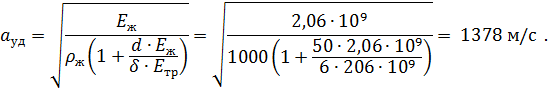 a_уд = √(E_ж / (ρ_ж (1 + (d · E_ж) / (δ · E_тр)))) = √(2,06 · 10⁹ / (1000 (1 + (50 · 2,06 · 10⁹) / (6 · 206 · 10⁹)))) = 1378 м/с .